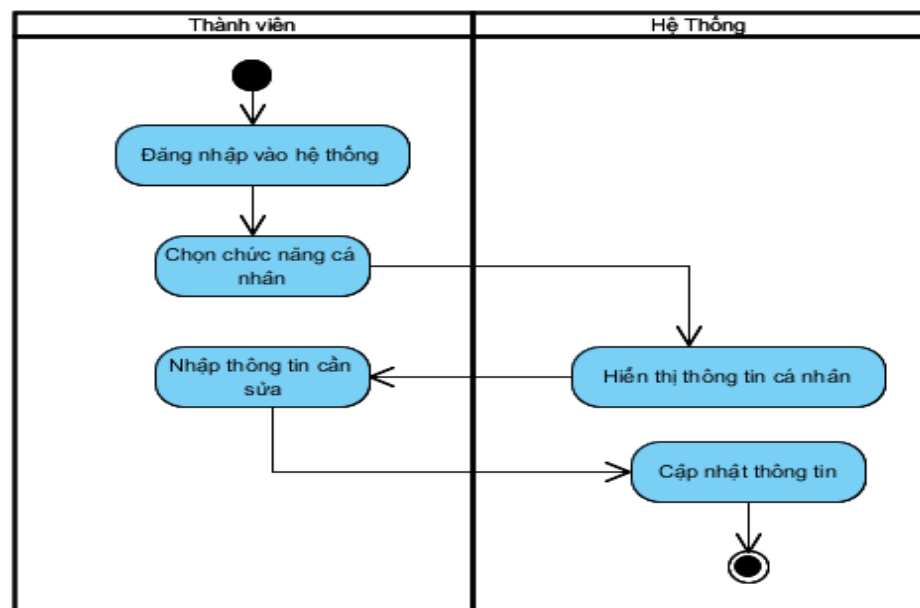 Thành viên
Hệ Thống
Đăng nhập vào hệ thống
Chọn chức năng cá
nhân
Nhập thông tin cần
sửa
Hiển thị thông tin cá nhân
Cập nhật thông tin